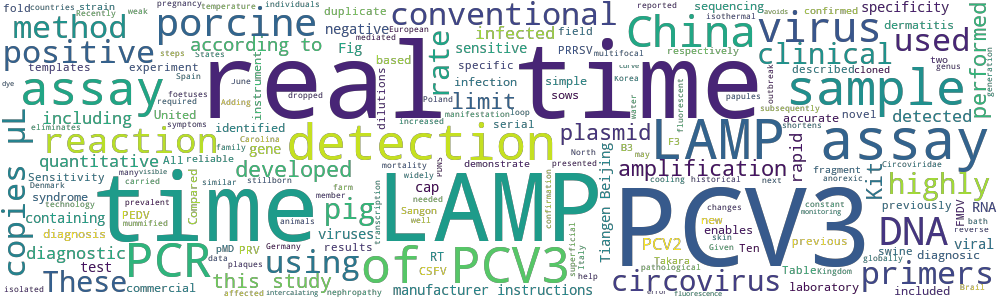 fold countries strain
Recently weak
method
positive
templates experiment
assay
dye June
foetuses Spain
required
including United
reaction
eliminates All reliable
quantitative
Sensitivity
Denmark many visible
syndrome technology carried
containing prevalent
mummified PEDV
diagnosis
diagnostic
test
These
isolated commercial
copies μL
pregnancy temperature individuals
porcine
mediated European
according to
negative duplicate
Fig
infected
sensitive
based
specific
infection
States
Adding
instrument
symptoms dropped
identified
Carolina
family gene
developed
Compared
similar stillborn
farm
member
pig
viruses
PCR
pMD PRV
data
plaques Germany
using
this study
affected intercalating nephropathy
real time
detection
time LAMP
of PCV3
animals
results
RT
CSFV
manufacturer instructions
dilutions
Poland
increased
manifestation loop
serial
limit
rate
conventional
field
PRRSV
simple
sows
mortality
widely
needed
Sangon
well
cap
demonstrate
North
presented
plasmid
transcription
confirmation
superficial
Italy
help
Tiangen Beijing
reported sequencing
isothermal
respectively
China
virus
clinical
described cloned
sample
detected
outbreak
curve
Korea
water
papules
fluorescent
subsequently
F3
B3
may
LAMP
assay
amplification
rapid
accurate
novel
shortens
confirmed
specificity
dermatitis
multifocal
avoids
used
two
genus
performed
generation
fragment Circoviridae
anorexic
cooling historical next
PCV3
Kit
highly
previously
DNA
RNA
FMDV
bath
reverse
viral
swine
diagnosic
globally
primers
included
Brail
laboratory
Table Kingdom
circovirus
PCV2
new
enables
changes
skin
Given Ten
previous
constant
monitoring
Takara
pathological
error fluorescence